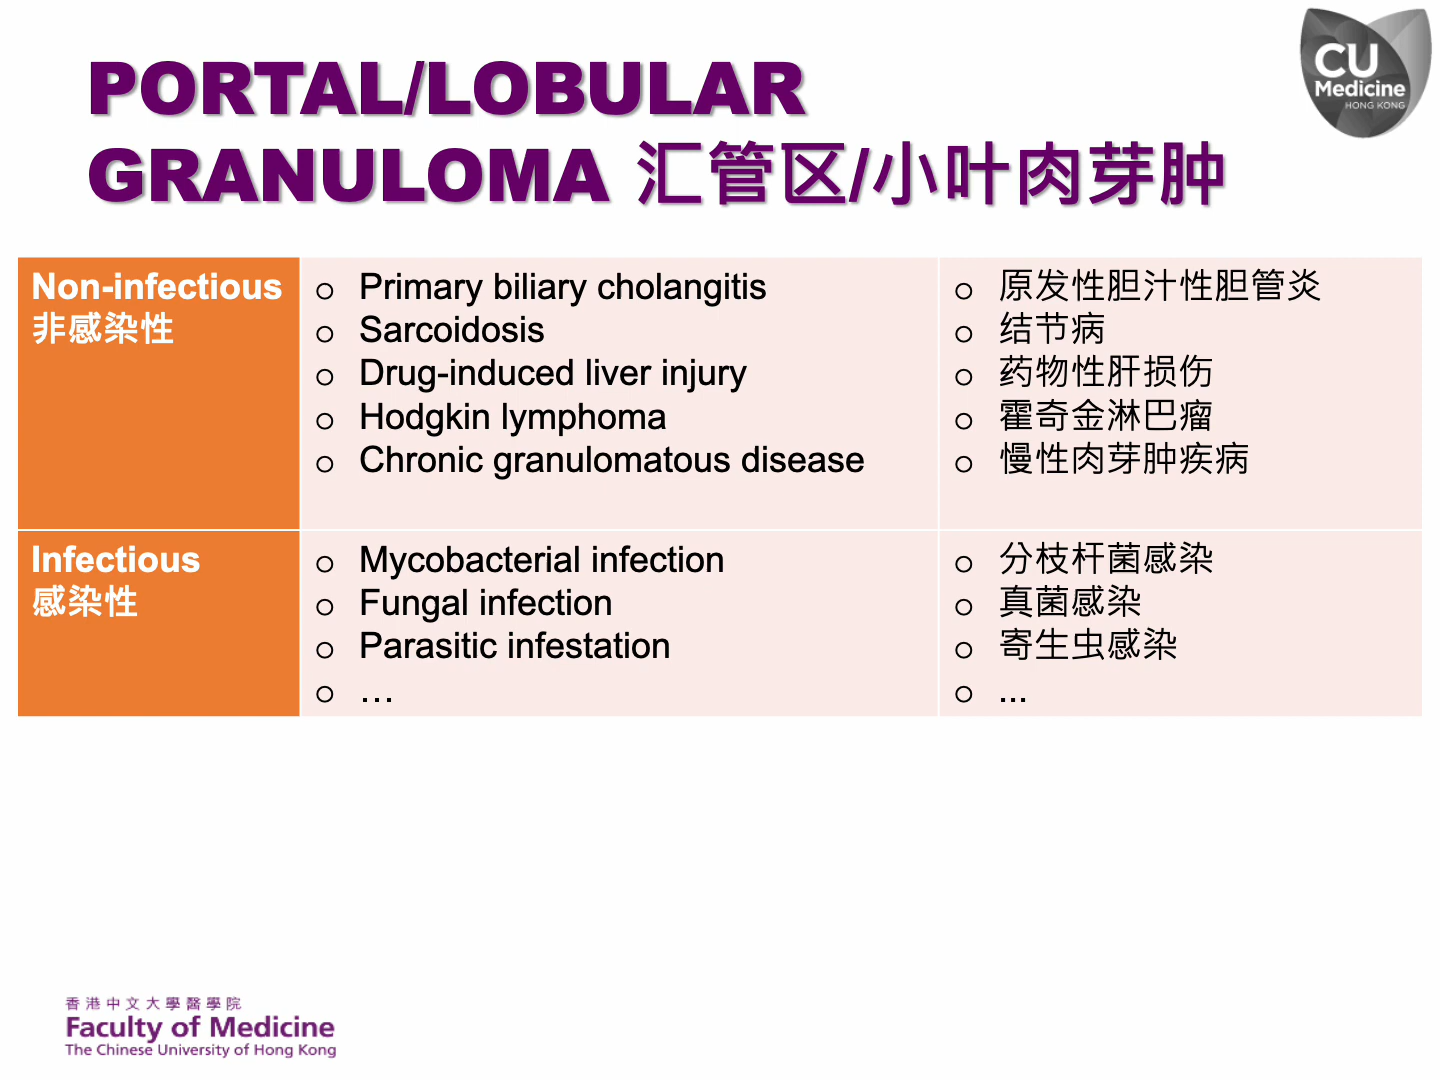 PORTAL/LOBULAR
GRANULOMA 汇管区/小叶肉芽肿
CU
Medicine
HONG KONG
Non-infectious
非感染性
Primary biliary cholangitis
Sarcoidosis
Drug-induced liver injury
Hodgkin lymphoma
Chronic granulomatous disease
原发性胆汁性胆管炎
结节病
药物性肝损伤
霍奇金淋巴瘤
慢性肉芽肿疾病
Infectious
感染性
Mycobacterial infection
Fungal infection
Parasitic infestation
…
分枝杆菌感染
真菌感染
寄生虫感染
...
香港中文大學醫學院
Faculty of Medicine
The Chinese University of Hong Kong